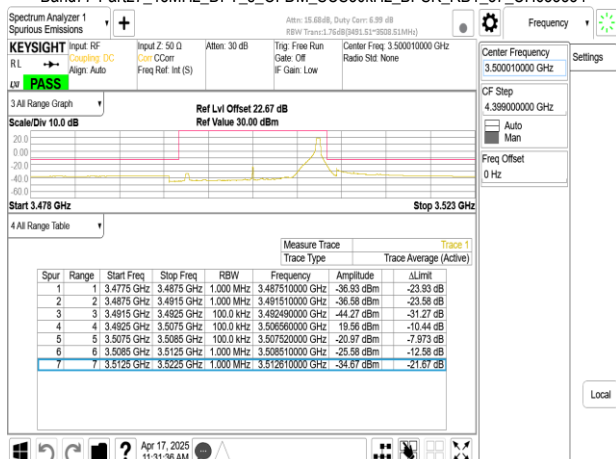 Spectrum Analyzer 1
Spurious Emissions
Attn: 15.68dB, Duty Corr: 6.99 dB
RBW Trans:1.76dB(3491.51~3508.51MHz)
Frequency
KEYSIGHT Input: RF Input Z: 50 Ω Atten: 30 dB Trig: Free Run Center Freq: 3.500010000 GHz
RL Coupling: DC Corr CCorr Gate: Off Radio Std: None
Align: Auto Freq Ref: Int (S) IF Gain: Low
LXI PASS
Center Frequency
3.500010000 GHz
Settings
CF Step
4.399000000 GHz
Auto
Man
Freq Offset
0 Hz
3 All Range Graph
Ref Lvl Offset 22.67 dB
Scale/Div 10.0 dB Ref Value 30.00 dBm
20.0
0.00
-20.0
-40.0
-60.0
Start 3.478 GHz Stop 3.523 GHz
4 All Range Table
Measure Trace Trace 1
Trace Type Trace Average (Active)
Spur Range Start Freq Stop Freq RBW Frequency Amplitude ΔLimit
1 1 3.4775 GHz 3.4875 GHz 1.000 MHz 3.487510000 GHz -36.93 dBm -23.93 dB
2 2 3.4875 GHz 3.4915 GHz 1.000 MHz 3.491510000 GHz -36.58 dBm -23.58 dB
3 3 3.4915 GHz 3.4925 GHz 100.0 kHz 3.492490000 GHz -44.27 dBm -31.27 dB
4 4 3.4925 GHz 3.5075 GHz 100.0 kHz 3.506560000 GHz 19.56 dBm -10.44 dB
5 5 3.5075 GHz 3.5085 GHz 100.0 kHz 3.507520000 GHz -20.97 dBm -7.973 dB
6 6 3.5085 GHz 3.5125 GHz 1.000 MHz 3.508510000 GHz -25.58 dBm -12.58 dB
7 7 3.5125 GHz 3.5225 GHz 1.000 MHz 3.512610000 GHz -34.67 dBm -21.67 dB
Local
Apr 17, 2025
11:31:36 AM